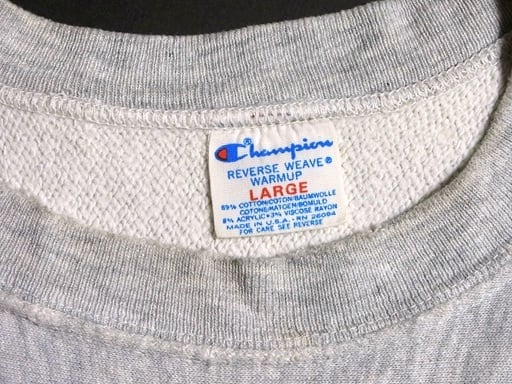 Champion®
REVERSE WEAVE®
WARMUP
LARGE
89% COTTON/COTON/BAUMWOLLE
COTONE/KATOEN/BOMULD
8% ACRYLIC•3% VISCOSE RAYON
MADE IN U.S.A.-RN 26094
FOR CARE SEE REVERSE